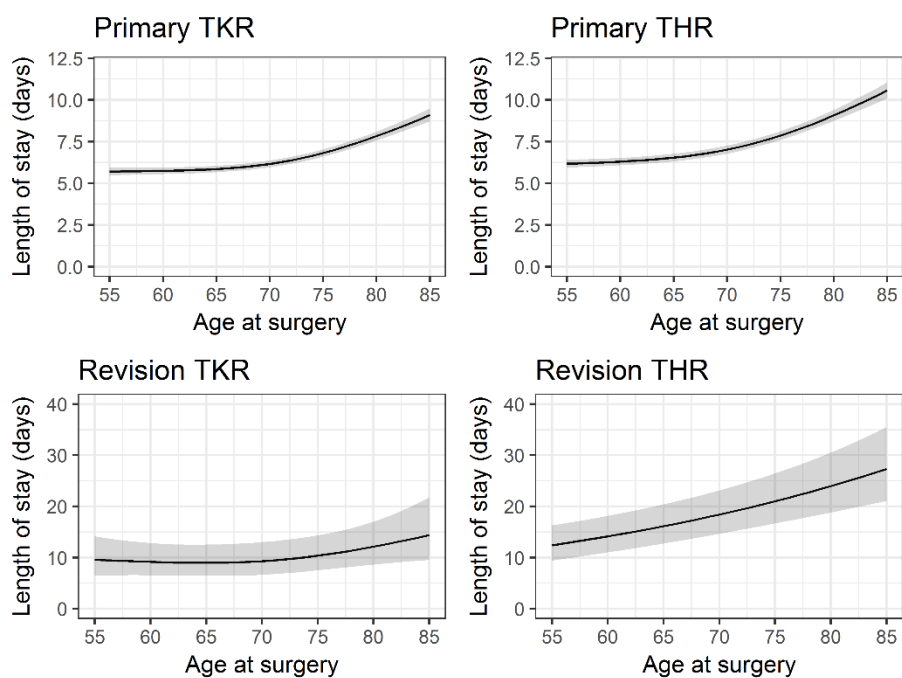 Primary TKR
Length of stay (days)
12.5
10.0
7.5
5.0
2.5
0.0
55 60 65 70 75 80 85
Age at surgery
Primary THR
Length of stay (days)
12.5
10.0
7.5
5.0
2.5
0.0
55 60 65 70 75 80 85
Age at surgery
Revision TKR
Length of stay (days)
40
30
20
10
0
55 60 65 70 75 80 85
Age at surgery
Revision THR
Length of stay (days)
40
30
20
10
0
55 60 65 70 75 80 85
Age at surgery